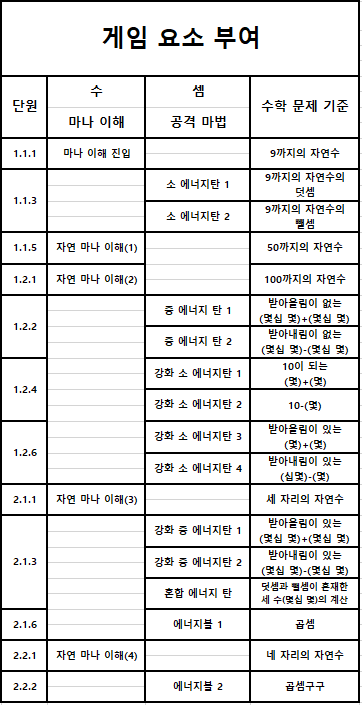 게임 요소 부여
단원
수
셈
수학 문제 기준
마나 이해
공격 마법
1.1.1
마나 이해 진입
9까지의 자연수
1.1.3
소 에너지탄 1
9까지의 자연수의
덧셈
소 에너지탄 2
9까지의 자연수의
뺄셈
1.1.5
자연 마나 이해(1)
50까지의 자연수
1.2.1
자연 마나 이해(2)
100까지의 자연수
1.2.2
중 에너지 탄 1
받아올림이 없는
(몇십 몇)+(몇십 몇)
중 에너지 탄 2
받아내림이 없는
(몇십 몇)-(몇십 몇)
1.2.4
강화 소 에너지탄 1
10이 되는
(몇)+(몇)
강화 소 에너지탄 2
10-(몇)
1.2.6
강화 소 에너지탄 3
받아올림이 있는
(몇)+(몇)
강화 소 에너지탄 4
받아내림이 있는
(십몇)-(몇)
2.1.1
자연 마나 이해(3)
세 자리의 자연수
2.1.3
강화 중 에너지탄 1
받아올림이 있는
(몇십 몇)+(몇십 몇)
강화 중 에너지탄 2
받아내림이 있는
(몇십 몇)-(몇십 몇)
혼합 에너지 탄
덧셈과 뺄셈이 혼재한
세 수(몇십 몇)의 계산
2.1.6
에너지볼 1
곱셈
2.2.1
자연 마나 이해(4)
네 자리의 자연수
2.2.2
에너지볼 2
곱셈구구